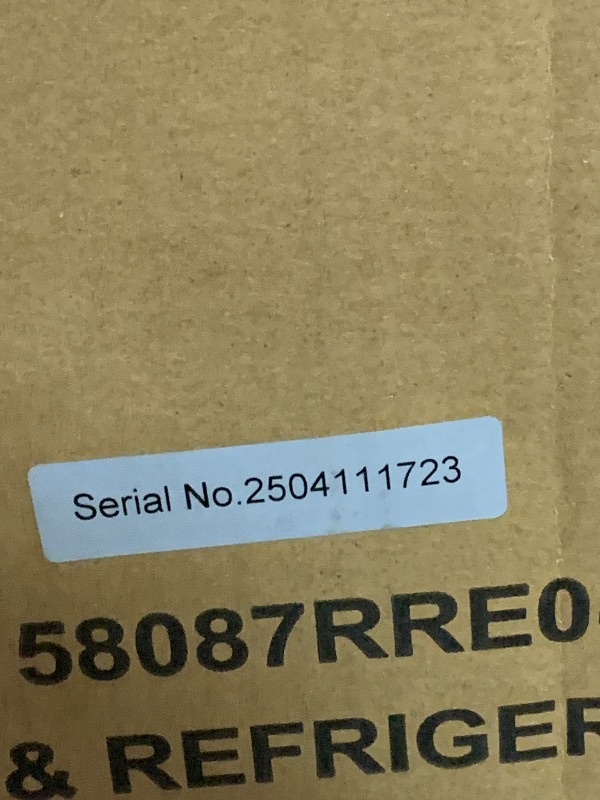 Serial No.2504111723
58087RRE0
& REFRIGER